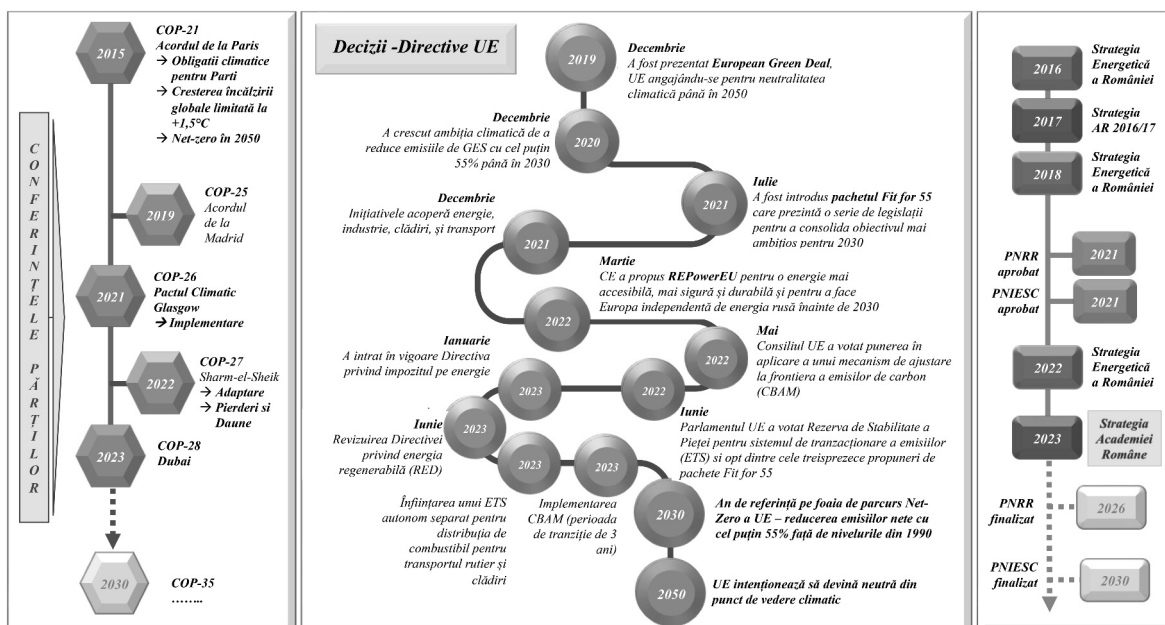 CONFERINȚELE PĂRȚILOR
2015
COP-21
Acordul de la Paris
→ Obligatii climatice
pentru Parti
→ Cresterea încălzirii
globale limitată la
+1,5°C
→ Net-zero în 2050
2019
COP-25
Acordul
de la
Madrid
2021
COP-26
Pactul Climatic
Glasgow
→ Implementare
2022
COP-27
Sharm-el-Sheik
→ Adaptare
→ Pierderi si
Daune
2023
COP-28
Dubai
2030
COP-35
……..
Decizii -Directive UE
2019
Decembrie
A fost prezentat European Green Deal,
UE angajându-se pentru neutralitatea
climatică până în 2050
Decembrie
A crescut ambiția climatică de a
reduce emisiile de GES cu cel puțin
55% până în 2030
2020
2021
Iulie
A fost introdus pachetul Fit for 55
care prezintă o serie de legislații
pentru a consolida obiectivul mai
ambițios pentru 2030
Decembrie
Inițiativele acoperă energie,
industrie, clădiri, și transport
2021
2022
Martie
CE a propus REPowerEU pentru o energie mai
accesibilă, mai sigură și durabilă și pentru a face
Europa independentă de energia rusă înainte de 2030
2022
Mai
Consiliul UE a votat punerea în
aplicare a unui mecanism de ajustare
la frontiera a emisilor de carbon
(CBAM)
Ianuarie
A intrat în vigoare Directiva
privind impozitul pe energie
2023
2022
Iunie
Parlamentul UE a votat Rezerva de Stabilitate a
Pieței pentru sistemul de tranzacționare a emisiilor
(ETS) si opt dintre cele treisprezece propuneri de
pachete Fit for 55
Iunie
Revizuirea Directivei
privind energia
regenerabilă (RED)
2023
2023
Înființarea unui ETS
autonom separat pentru
distribuția de
combustibil pentru
transportul rutier și
clădiri
2023
Implementarea
CBAM (perioada
de tranziție de 3
ani)
2030
An de referință pe foaia de parcurs Net-
Zero a UE – reducerea emisiilor nete cu
cel puțin 55% față de nivelurile din 1990
2050
UE intenționează să devină neutră din
punct de vedere climatic
2016
Strategia
Energetică
a României
2017
Strategia
AR 2016/17
2018
Strategia
Energetică
a României
PNRR
aprobat
2021
PNIESC
aprobat
2021
2022
Strategia
Energetică
a României
2023
Strategia
Academiei
Române
PNRR
finalizat
2026
PNIESC
finalizat
2030